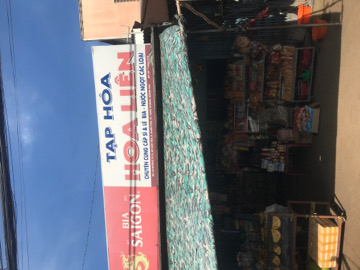 TẠP HÓA
HOA LIÊN
CHUYÊN CUNG CẤP SỈ & LẺ BIA - NƯỚC NGỌT CÁC LOẠI
BIA
SAIGON